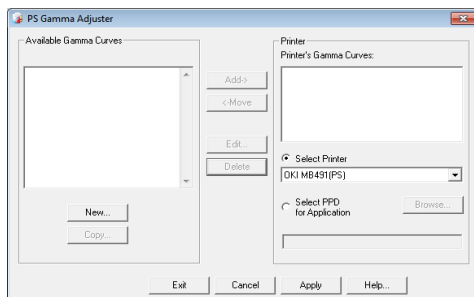 PS Gamma Adjuster
Available Gamma Curves
New...
Copy...
Add->
<-Move
Edit...
Delete
Printer
Printer's Gamma Curves:
Select Printer
OKI MB491(PS)
Select PPD
for Application
Browse...
Exit
Cancel
Apply
Help...